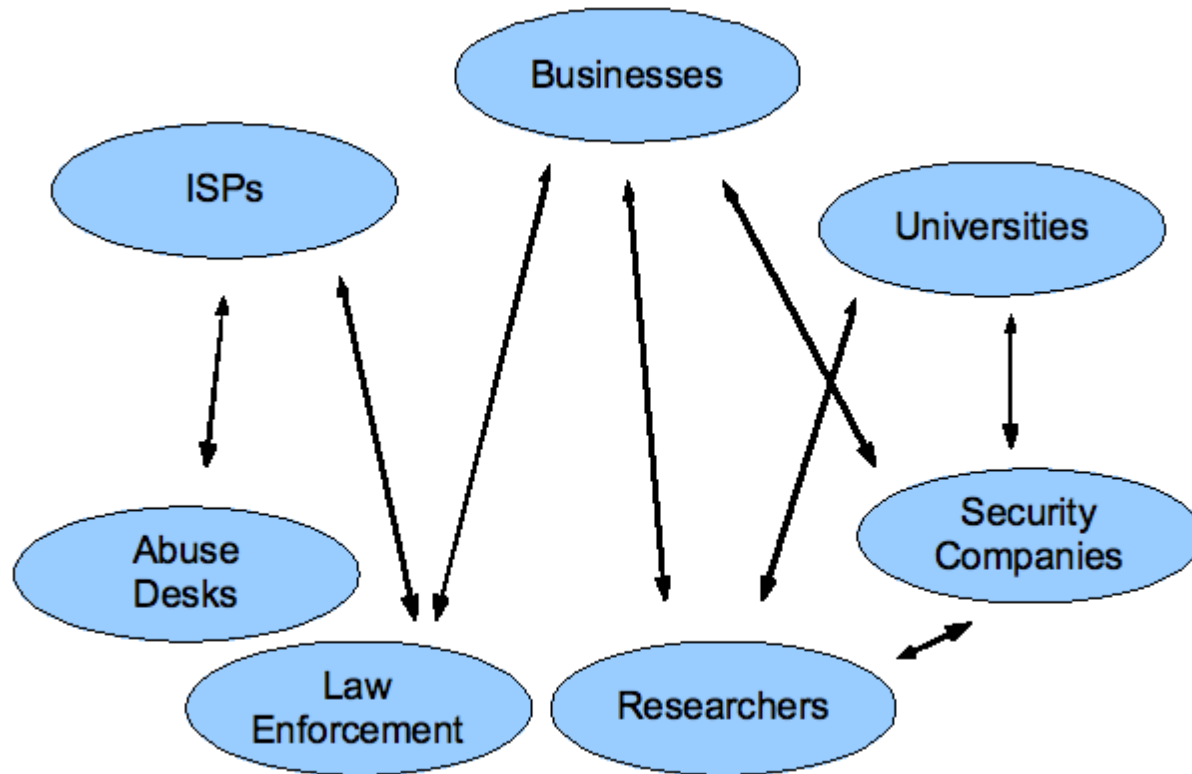 Businesses
ISPs
Universities
Security
Companies
Abuse
Desks
Law
Enforcement
Researchers